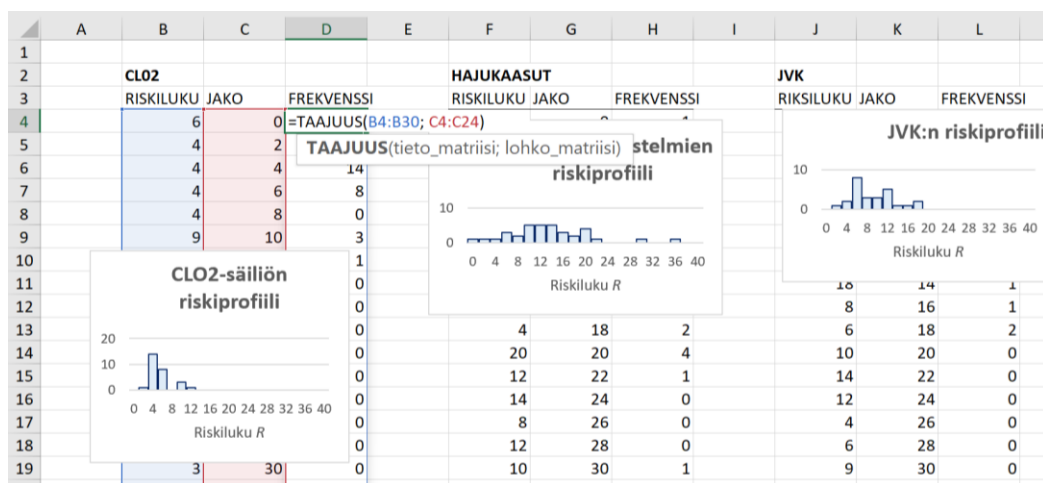 A B C D E F G H I J K L
1
2 CL02 HAJUKAASUT JVK
3 RISKILUKU JAKO FREKVENSSI RISKILUKU JAKO FREKVENSSI RIKSILUKU JAKO FREKVENSSI
4 6 0 =TAAJUUS(B4:B30; C4:C24)
5 4 2 TAAJUUS(tieto_matriisi; lohko_matriisi)
6 4 4 14
7 4 6 8
8 4 8 0
9 9 10 3
10 1
11 0 18 14 1
12 0 8 16 1
13 0 4 18 2 6 18 2
14 0 20 20 4 10 20 0
15 0 12 22 1 14 22 0
16 0 14 24 0 12 24 0
17 0 8 26 0 4 26 0
18 0 12 28 0 6 28 0
19 3 30 0 10 30 1 9 30 0
CLO2-säiliön
riskiprofiili
20
10
0
0 4 8 12 16 20 24 28 32 36 40
Riskiluku R
stelmien
riskiprofiili
10
0
0 4 8 12 16 20 24 28 32 36 40
Riskiluku R
JVK:n riskiprofiili
10
0
0 4 8 12 16 20 24 28 32 36 40
Riskiluku R